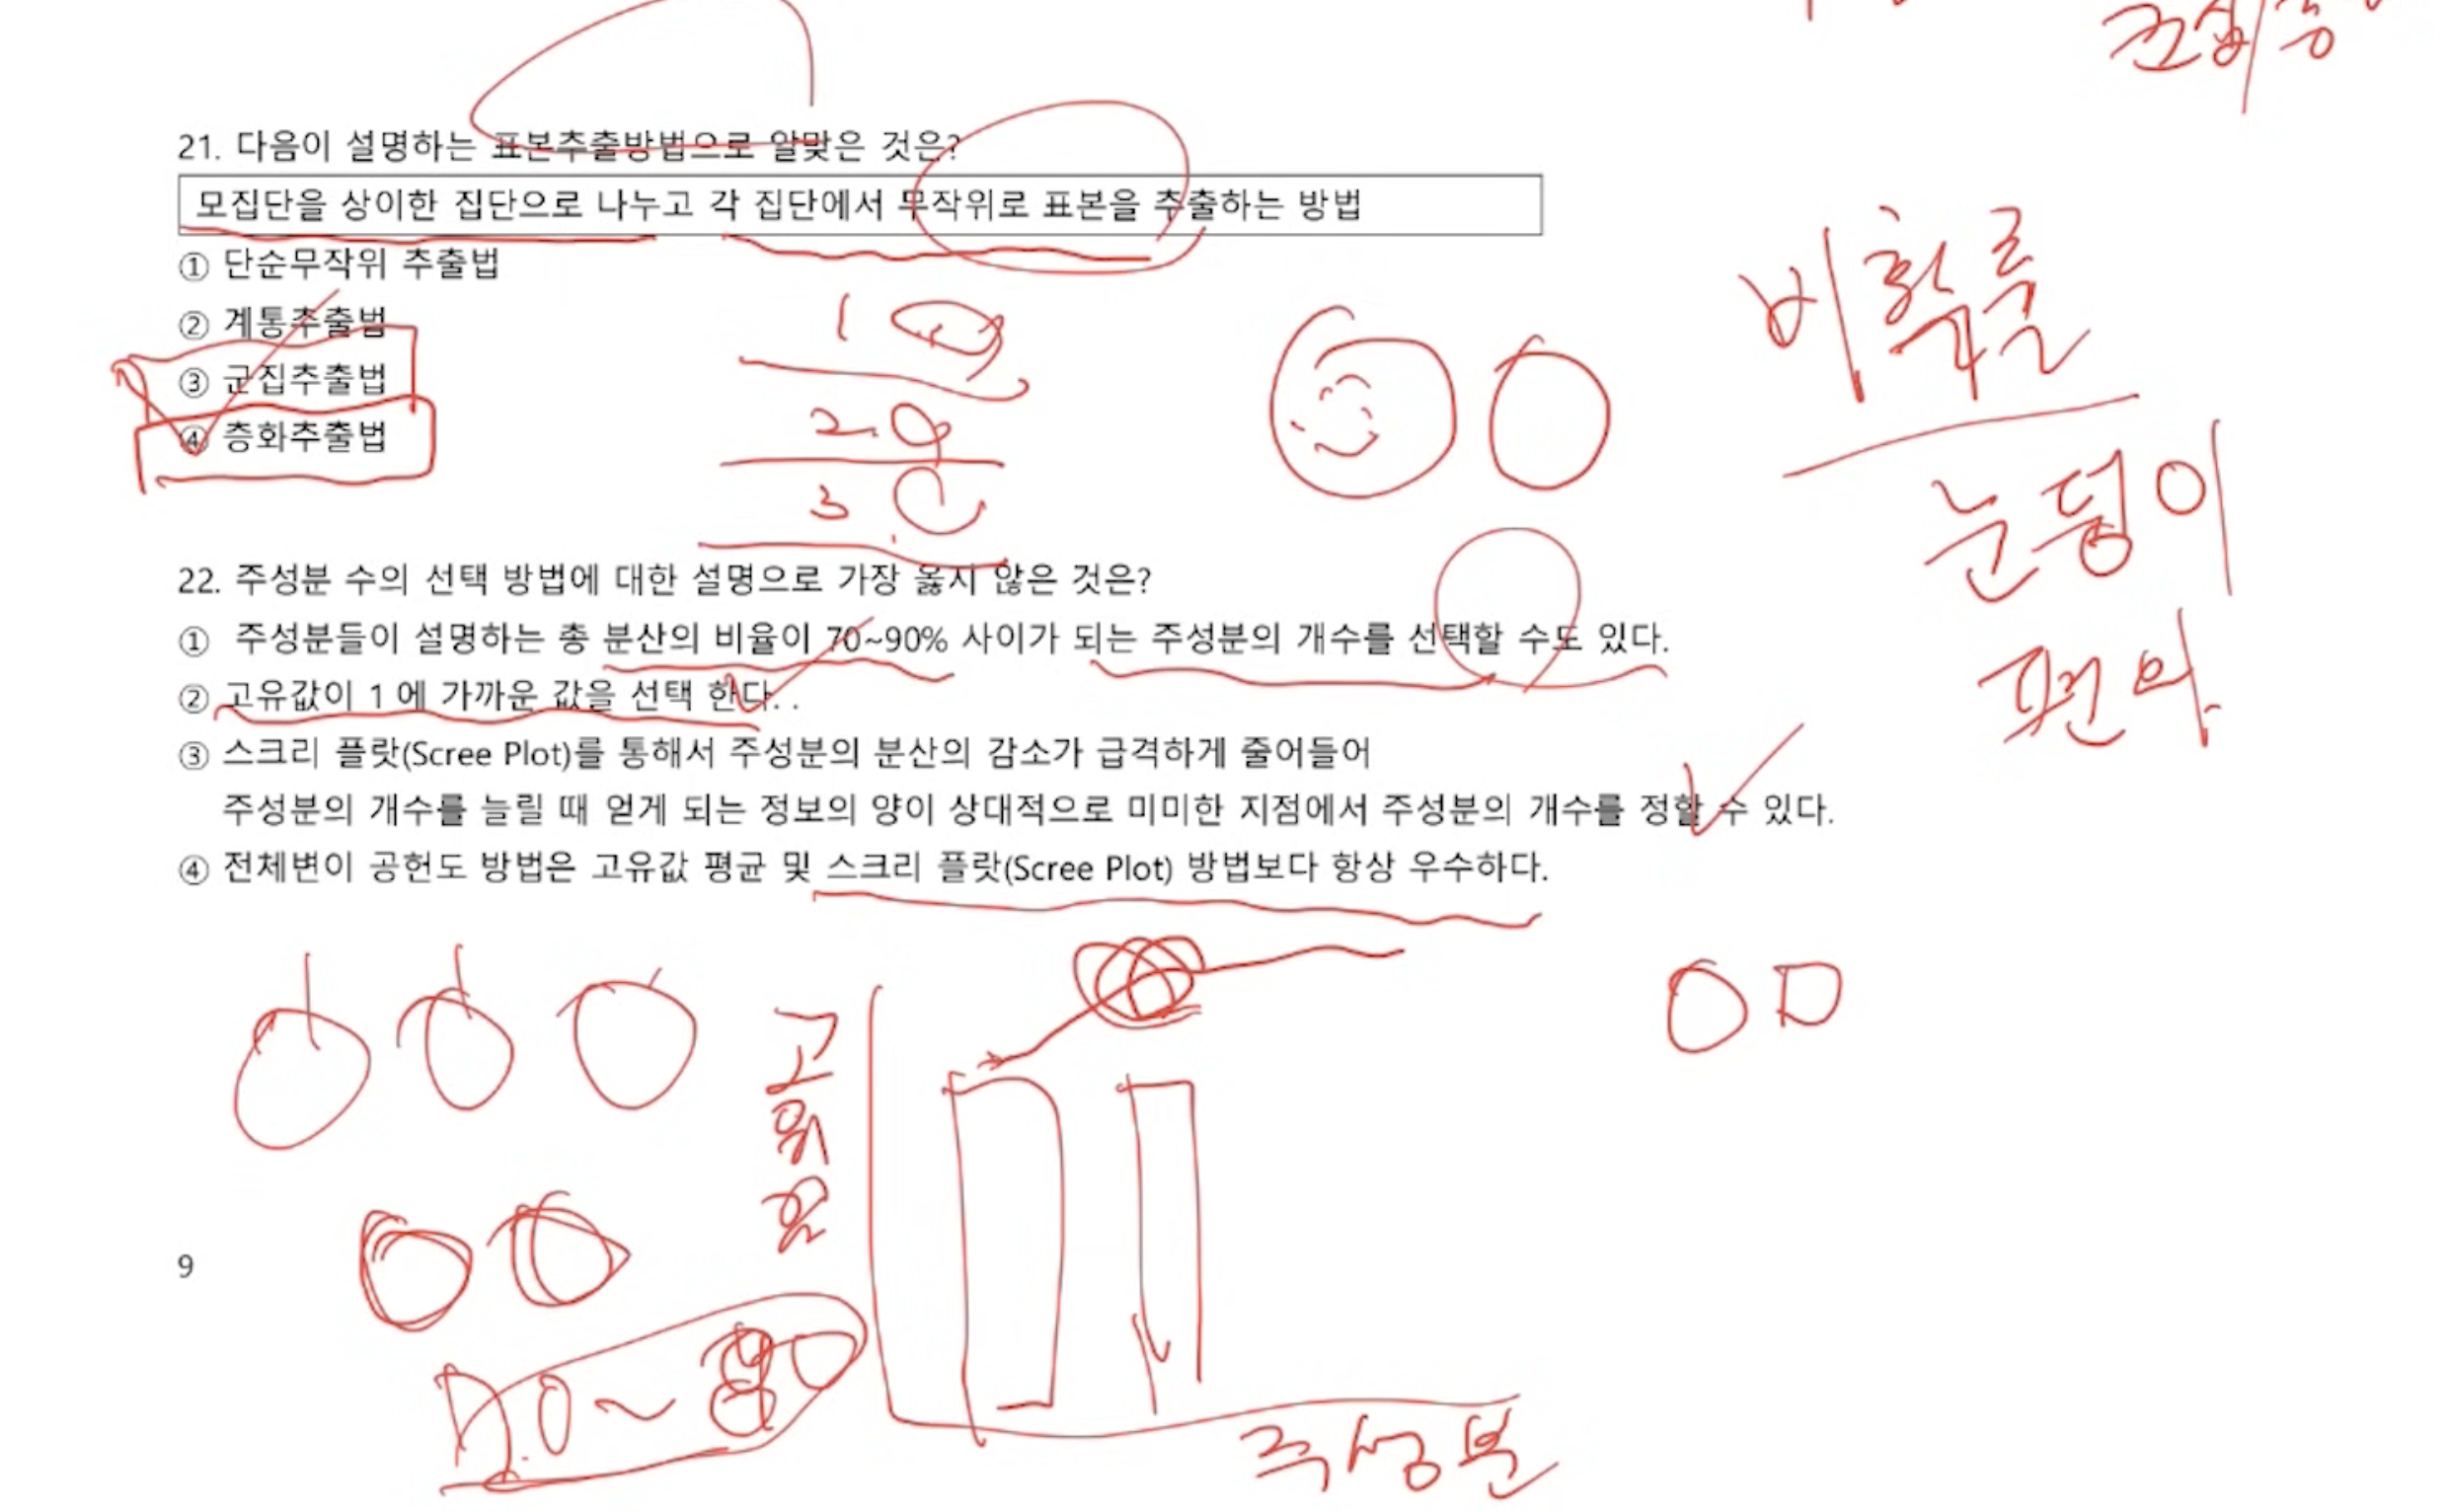 21. 다음이 설명하는 표본추출방법으로 알맞은 것은?
모집단을 상이한 집단으로 나누고 각 집단에서 무작위로 표본을 추출하는 방법
① 단순무작위 추출법
② 계통추출법
③ 군집추출법
④ 층화추출법
1
2.
3.
비확률
눈덩이
편의
22. 주성분 수의 선택 방법에 대한 설명으로 가장 옳지 않은 것은?
① 주성분들이 설명하는 총 분산의 비율이 70~90% 사이가 되는 주성분의 개수를 선택할 수도 있다.
② 고유값이 1 에 가까운 값을 선택 한다. .
③ 스크리 플랏(Scree Plot)를 통해서 주성분의 분산의 감소가 급격하게 줄어들어
주성분의 개수를 늘릴 때 얻게 되는 정보의 양이 상대적으로 미미한 지점에서 주성분의 개수를 정할 수 있다.
④ 전체변이 공헌도 방법은 고유값 평균 및 스크리 플랏(Scree Plot) 방법보다 항상 우수하다.
주성분
9